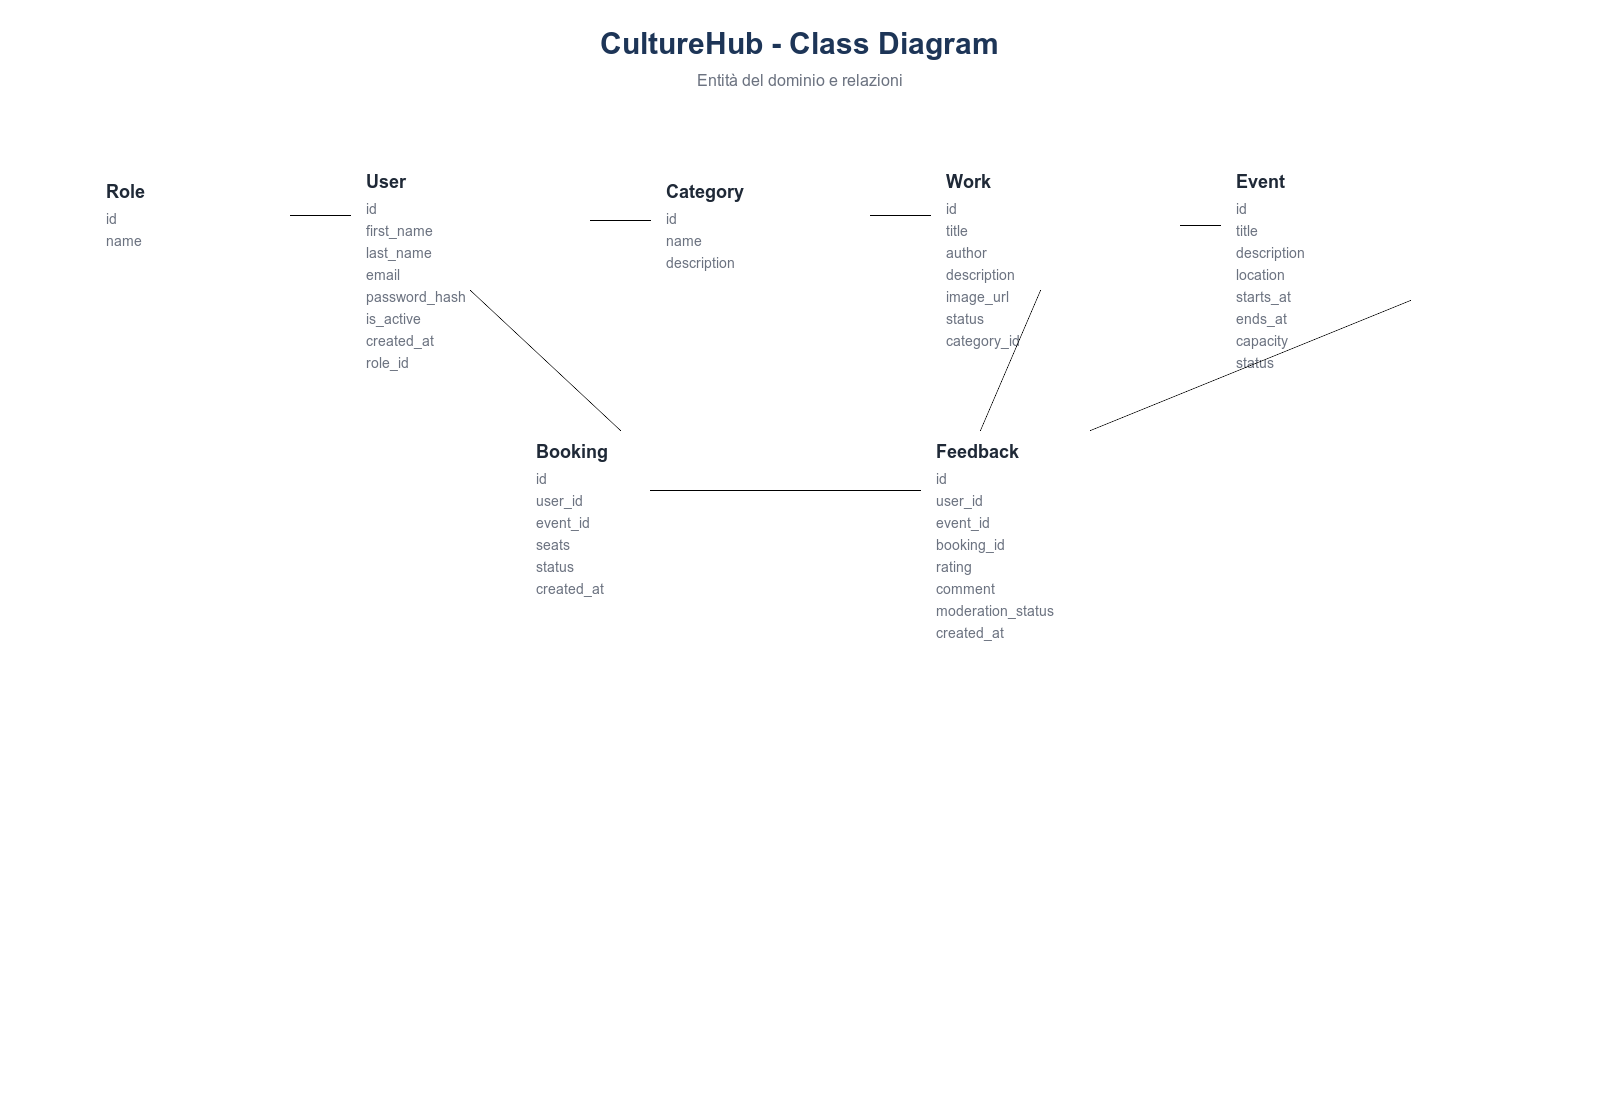 CultureHub - Class Diagram
Entità del dominio e relazioni
Role
id
name
User
id
first_name
last_name
email
password_hash
is_active
created_at
role_id
Category
id
name
description
Work
id
title
author
description
image_url
status
category_id
Event
id
title
description
location
starts_at
ends_at
capacity
status
Booking
id
user_id
event_id
seats
status
created_at
Feedback
id
user_id
event_id
booking_id
rating
comment
moderation_status
created_at